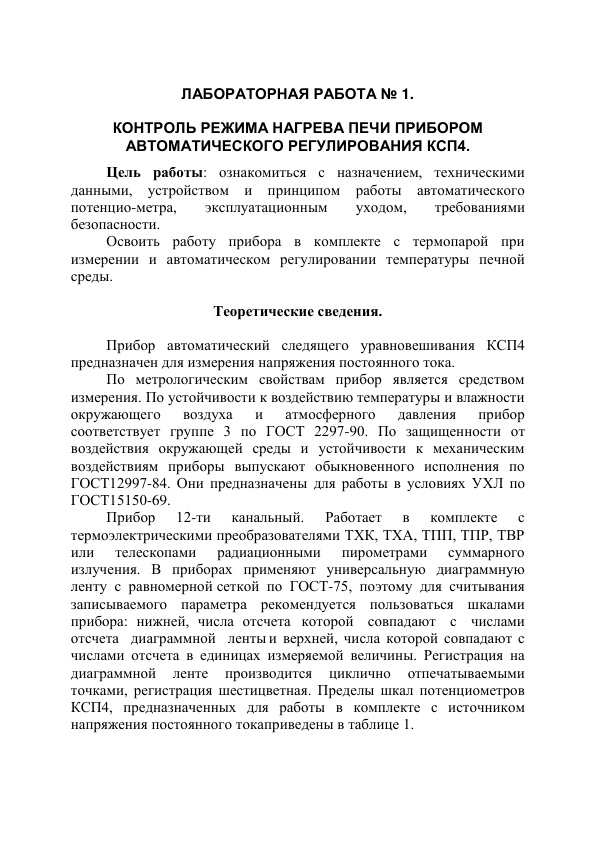 ЛАБОРАТОРНАЯ РАБОТА № 1.
КОНТРОЛЬ РЕЖИМА НАГРЕВА ПЕЧИ ПРИБОРОМ
АВТОМАТИЧЕСКОГО РЕГУЛИРОВАНИЯ КСП4.
Цель работы: ознакомиться с назначением, техническими
данными, устройством и принципом работы автоматического
потенцио-метра, эксплуатационным уходом, требованиями
безопасности.
Освоить работу прибора в комплекте с термопарой при
измерении и автоматическом регулировании температуры печной
среды.
Теоретические сведения.
Прибор автоматический следящего уравновешивания КСП4
предназначен для измерения напряжения постоянного тока.
По метрологическим свойствам прибор является средством
измерения. По устойчивости к воздействию температуры и влажности
окружающего воздуха и атмосферного давления прибор
соответствует группе 3 по ГОСТ 2297-90. По защищенности от
воздействия окружающей среды и устойчивости к механическим
воздействиям приборы выпускают обыкновенного исполнения по
ГОСТ12997-84. Они предназначены для работы в условиях УХЛ по
ГОСТ15150-69.
Прибор 12-ти канальный. Работает в комплекте с
термоэлектрическими преобразователями ТХК, ТХА, ТПП, ТПР, ТВР
или телескопами радиационными пирометрами суммарного
излучения. В приборах применяют универсальную диаграммную
ленту с равномерной сеткой по ГОСТ-75, поэтому для считывания
записываемого параметра рекомендуется пользоваться шкалами
прибора: нижней, числа отсчета которой совпадают с числами
отсчета диаграммной ленты и верхней, числа которой совпадают с
числами отсчета в единицах измеряемой величины. Регистрация на
диаграммной ленте производится циклично отпечатываемыми
точками, регистрация шестицветная. Пределы шкал потенциометров
КСП4, предназначенных для работы в комплекте с источником
напряжения постоянного токаприведены в таблице 1.